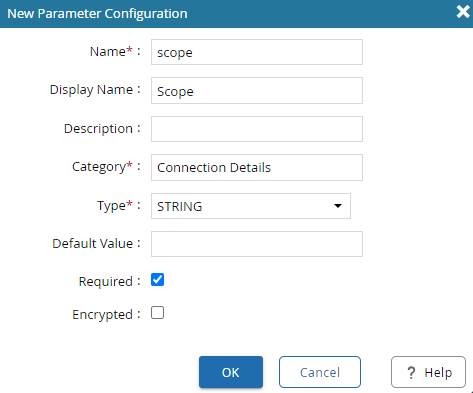 New Parameter Configuration
Name* : scope
Display Name : Scope
Description :
Category* : Connection Details
Type* : STRING
Default Value :
Required :
Encrypted :
OK Cancel ? Help